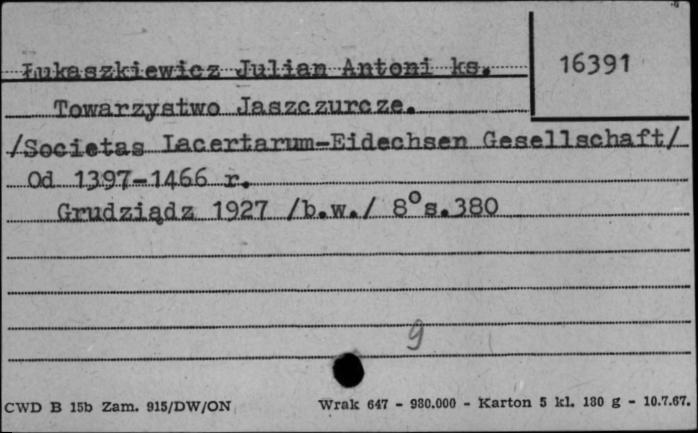 Łukaszkiewicz Julian Antoni ks.
16391
Towarzystwo Jaszczurcze.
/Societas Lacertarum-Eidechsen Gesellschaft/
Od 1397-1466 r.
Grudziądz 1927 /b.w./ 8° s.380
9
CWD B 15b Zam. 915/DW/ON
Wrak 647 - 980.000 - Karton 5 kl. 180 g - 10.7.67.